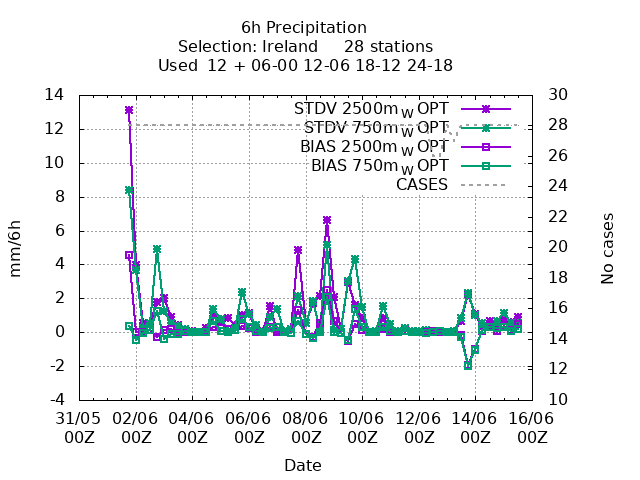 6h Precipitation
Selection: Ireland 28 stations
Used 12 + 06-00 12-06 18-12 24-18
STDV 2500m_W OPT
STDV 750m_W OPT
BIAS 2500m_W OPT
BIAS 750m_W OPT
CASES
mm/6h
14
12
10
8
6
4
2
0
-2
-4
No cases
30
28
26
24
22
20
18
16
14
12
10
31/05 02/06 04/06 06/06 08/06 10/06 12/06 14/06 16/06
00Z 00Z 00Z 00Z 00Z 00Z 00Z 00Z 00Z
Date